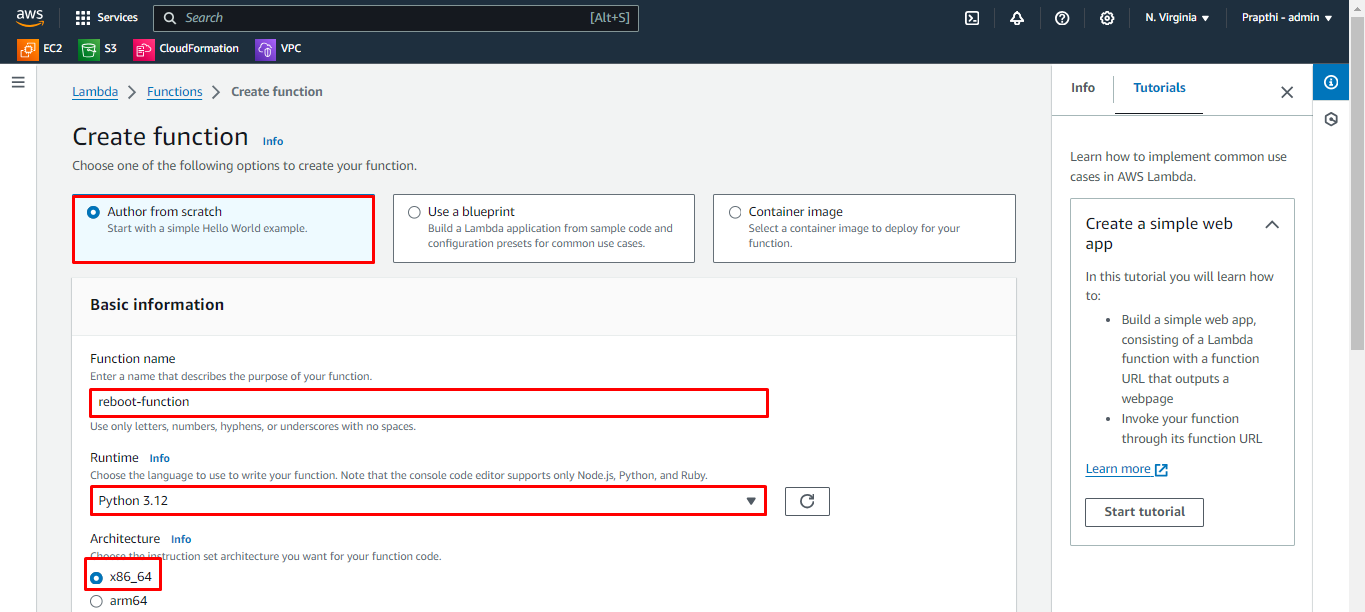 aws
Services
Search [Alt+S]
N. Virginia
Prapthi - admin
EC2
S3
CloudFormation
VPC
Lambda
Functions
Create function
Create function Info
Choose one of the following options to create your function.
Author from scratch
Start with a simple Hello World example.
Use a blueprint
Build a Lambda application from sample code and
configuration presets for common use cases.
Container image
Select a container image to deploy for your
function.
Basic information
Function name
Enter a name that describes the purpose of your function.
reboot-function
Use only letters, numbers, hyphens, or underscores with no spaces.
Runtime Info
Choose the language to use to write your function. Note that the console code editor supports only Node.js, Python, and Ruby.
Python 3.12
Architecture Info
Choose the instruction set architecture you want for your function code.
x86_64
arm64
Info
Tutorials
Learn how to implement common use
cases in AWS Lambda.
Create a simple web
app
In this tutorial you will learn how
to:
• Build a simple web app,
consisting of a Lambda
function with a function
URL that outputs a
webpage
• Invoke your function
through its function URL
Learn more
Start tutorial